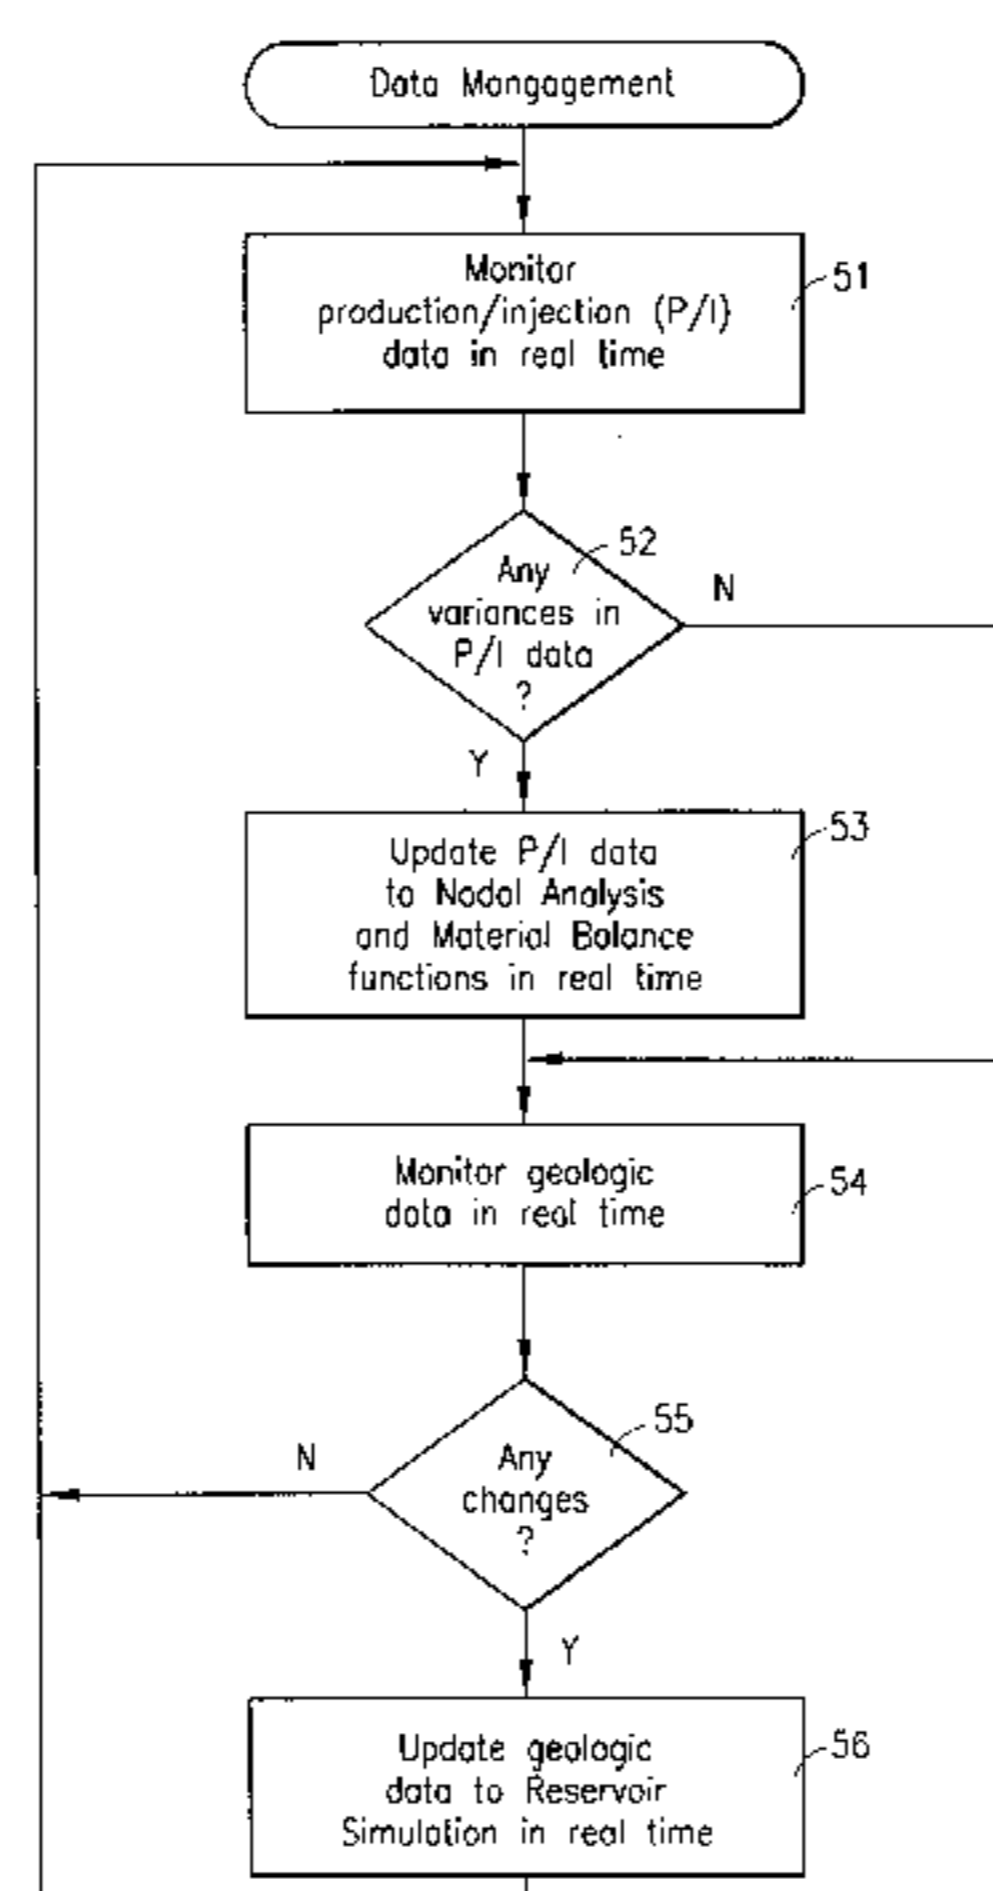 Data Mangagement
Monitor
production/injection (P/I)
data in real time
51
Any
variances in
P/I data
?
52
N
Y
Update P/I data
to Nodal Analysis
and Material Balance
functions in real time
53
Monitor geologic
data in real time
54
Any
changes
?
55
N
Y
Update geologic
data to Reservoir
Simulation in real time
56